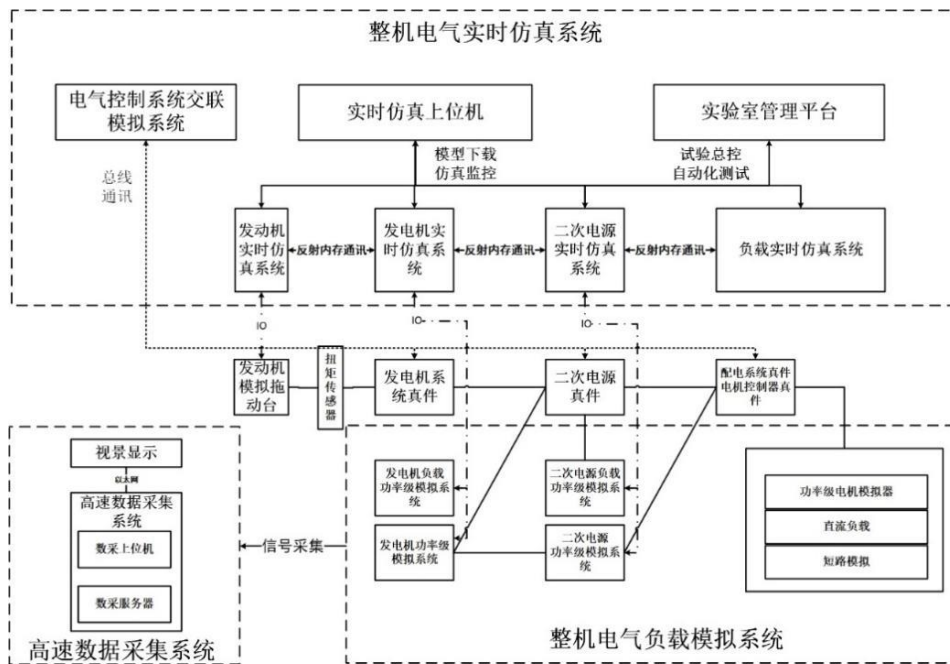 整机电气实时仿真系统
电气控制系统交联
模拟系统
实时仿真上位机
实验室管理平台
总线
通讯
模型下载
仿真监控
试验总控
自动化测试
发动机
实时仿
真系统
反射内存通讯
发电机实
时仿真系
统
反射内存通讯
二次电源
实时仿真
系统
反射内存通讯
负载实时仿真系统
IO
IO
IO
发动机
模拟拖
动台
扭矩传感器
发电机系
统真件
二次电源
真件
配电系统真件
电机控制器真
件
视景显示
以太网
高速数据采集
系统
数采上位机
数采服务器
高速数据采集系统
信号采集
发电机负载
功率级模拟系
统
二次电源负载
功率级模拟系
统
发电机功率级
模拟系统
二次电源
功率级模拟系
统
功率级电机模拟器
直流负载
短路模拟
整机电气负载模拟系统